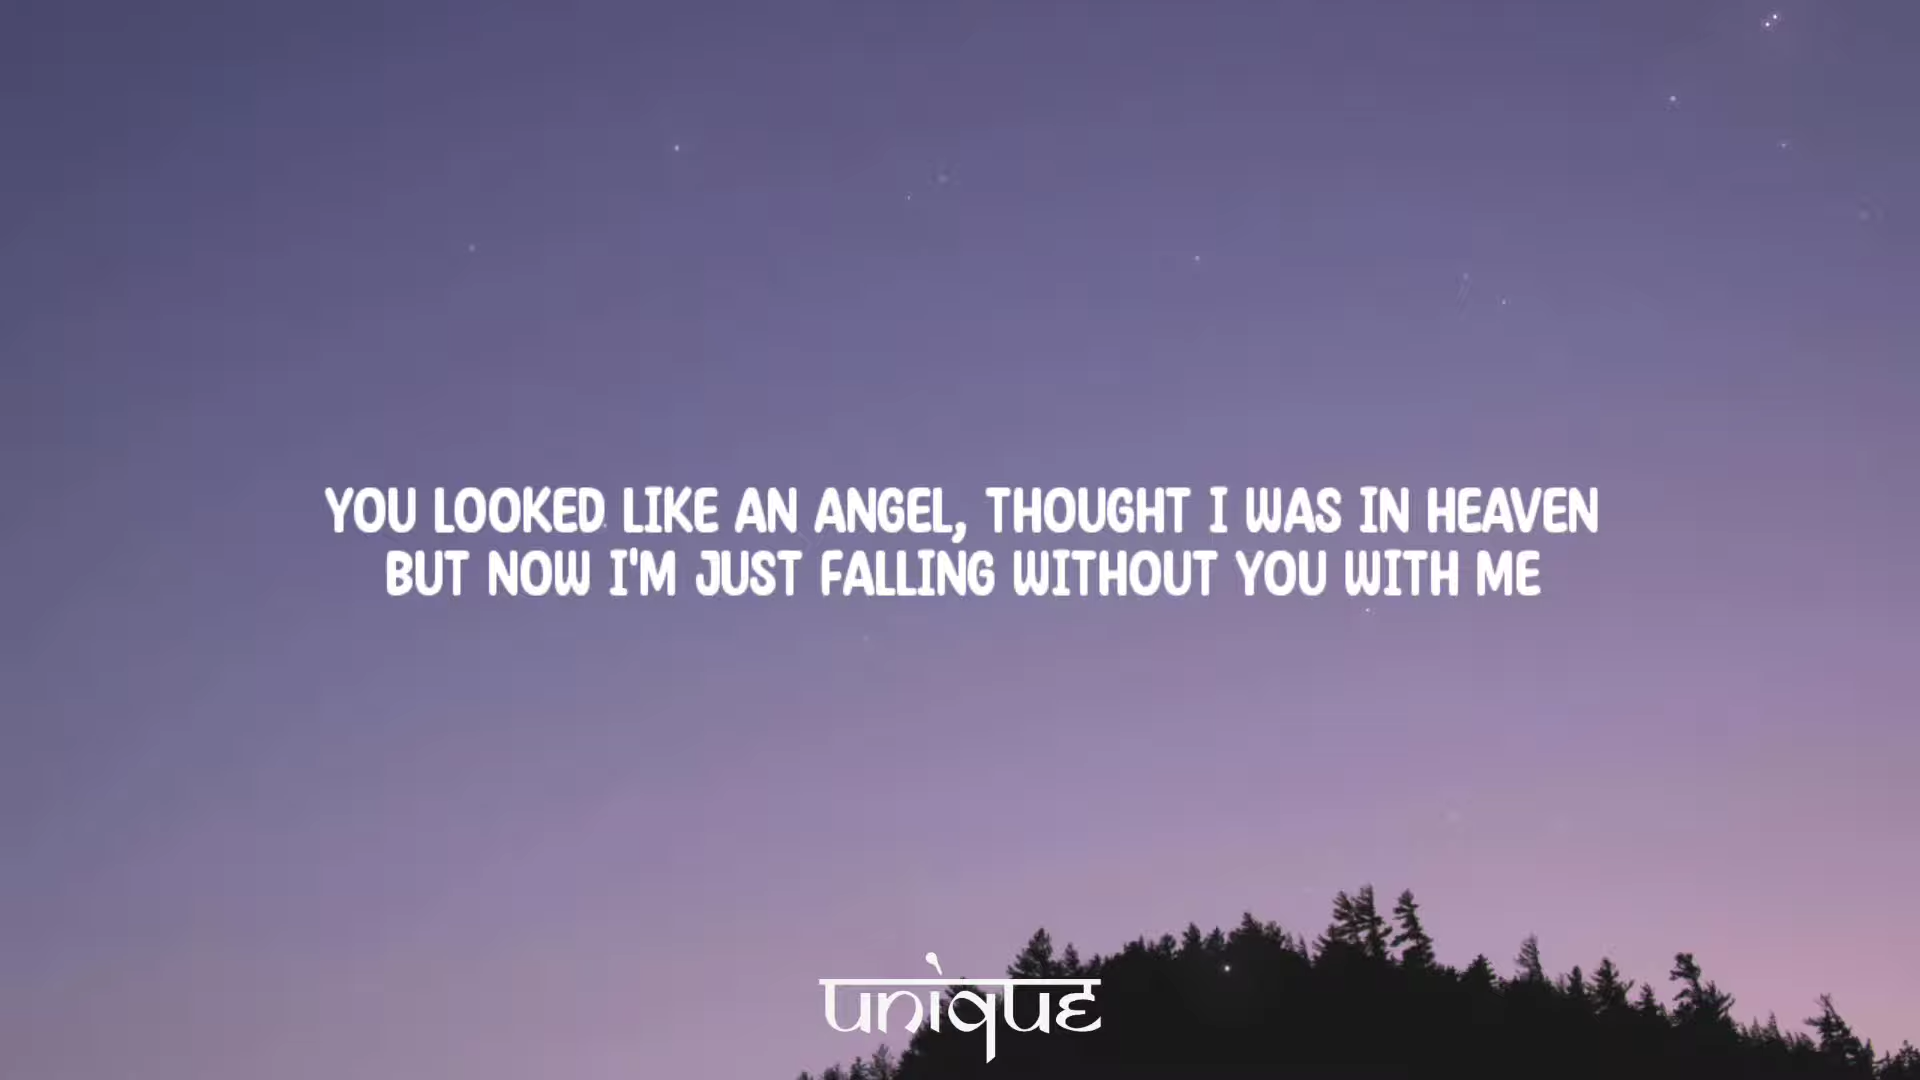 YOU LOOKED LIKE AN ANGEL, THOUGHT I WAS IN HEAVEN
BUT NOW I'M JUST FALLING WITHOUT YOU WITH ME
unique